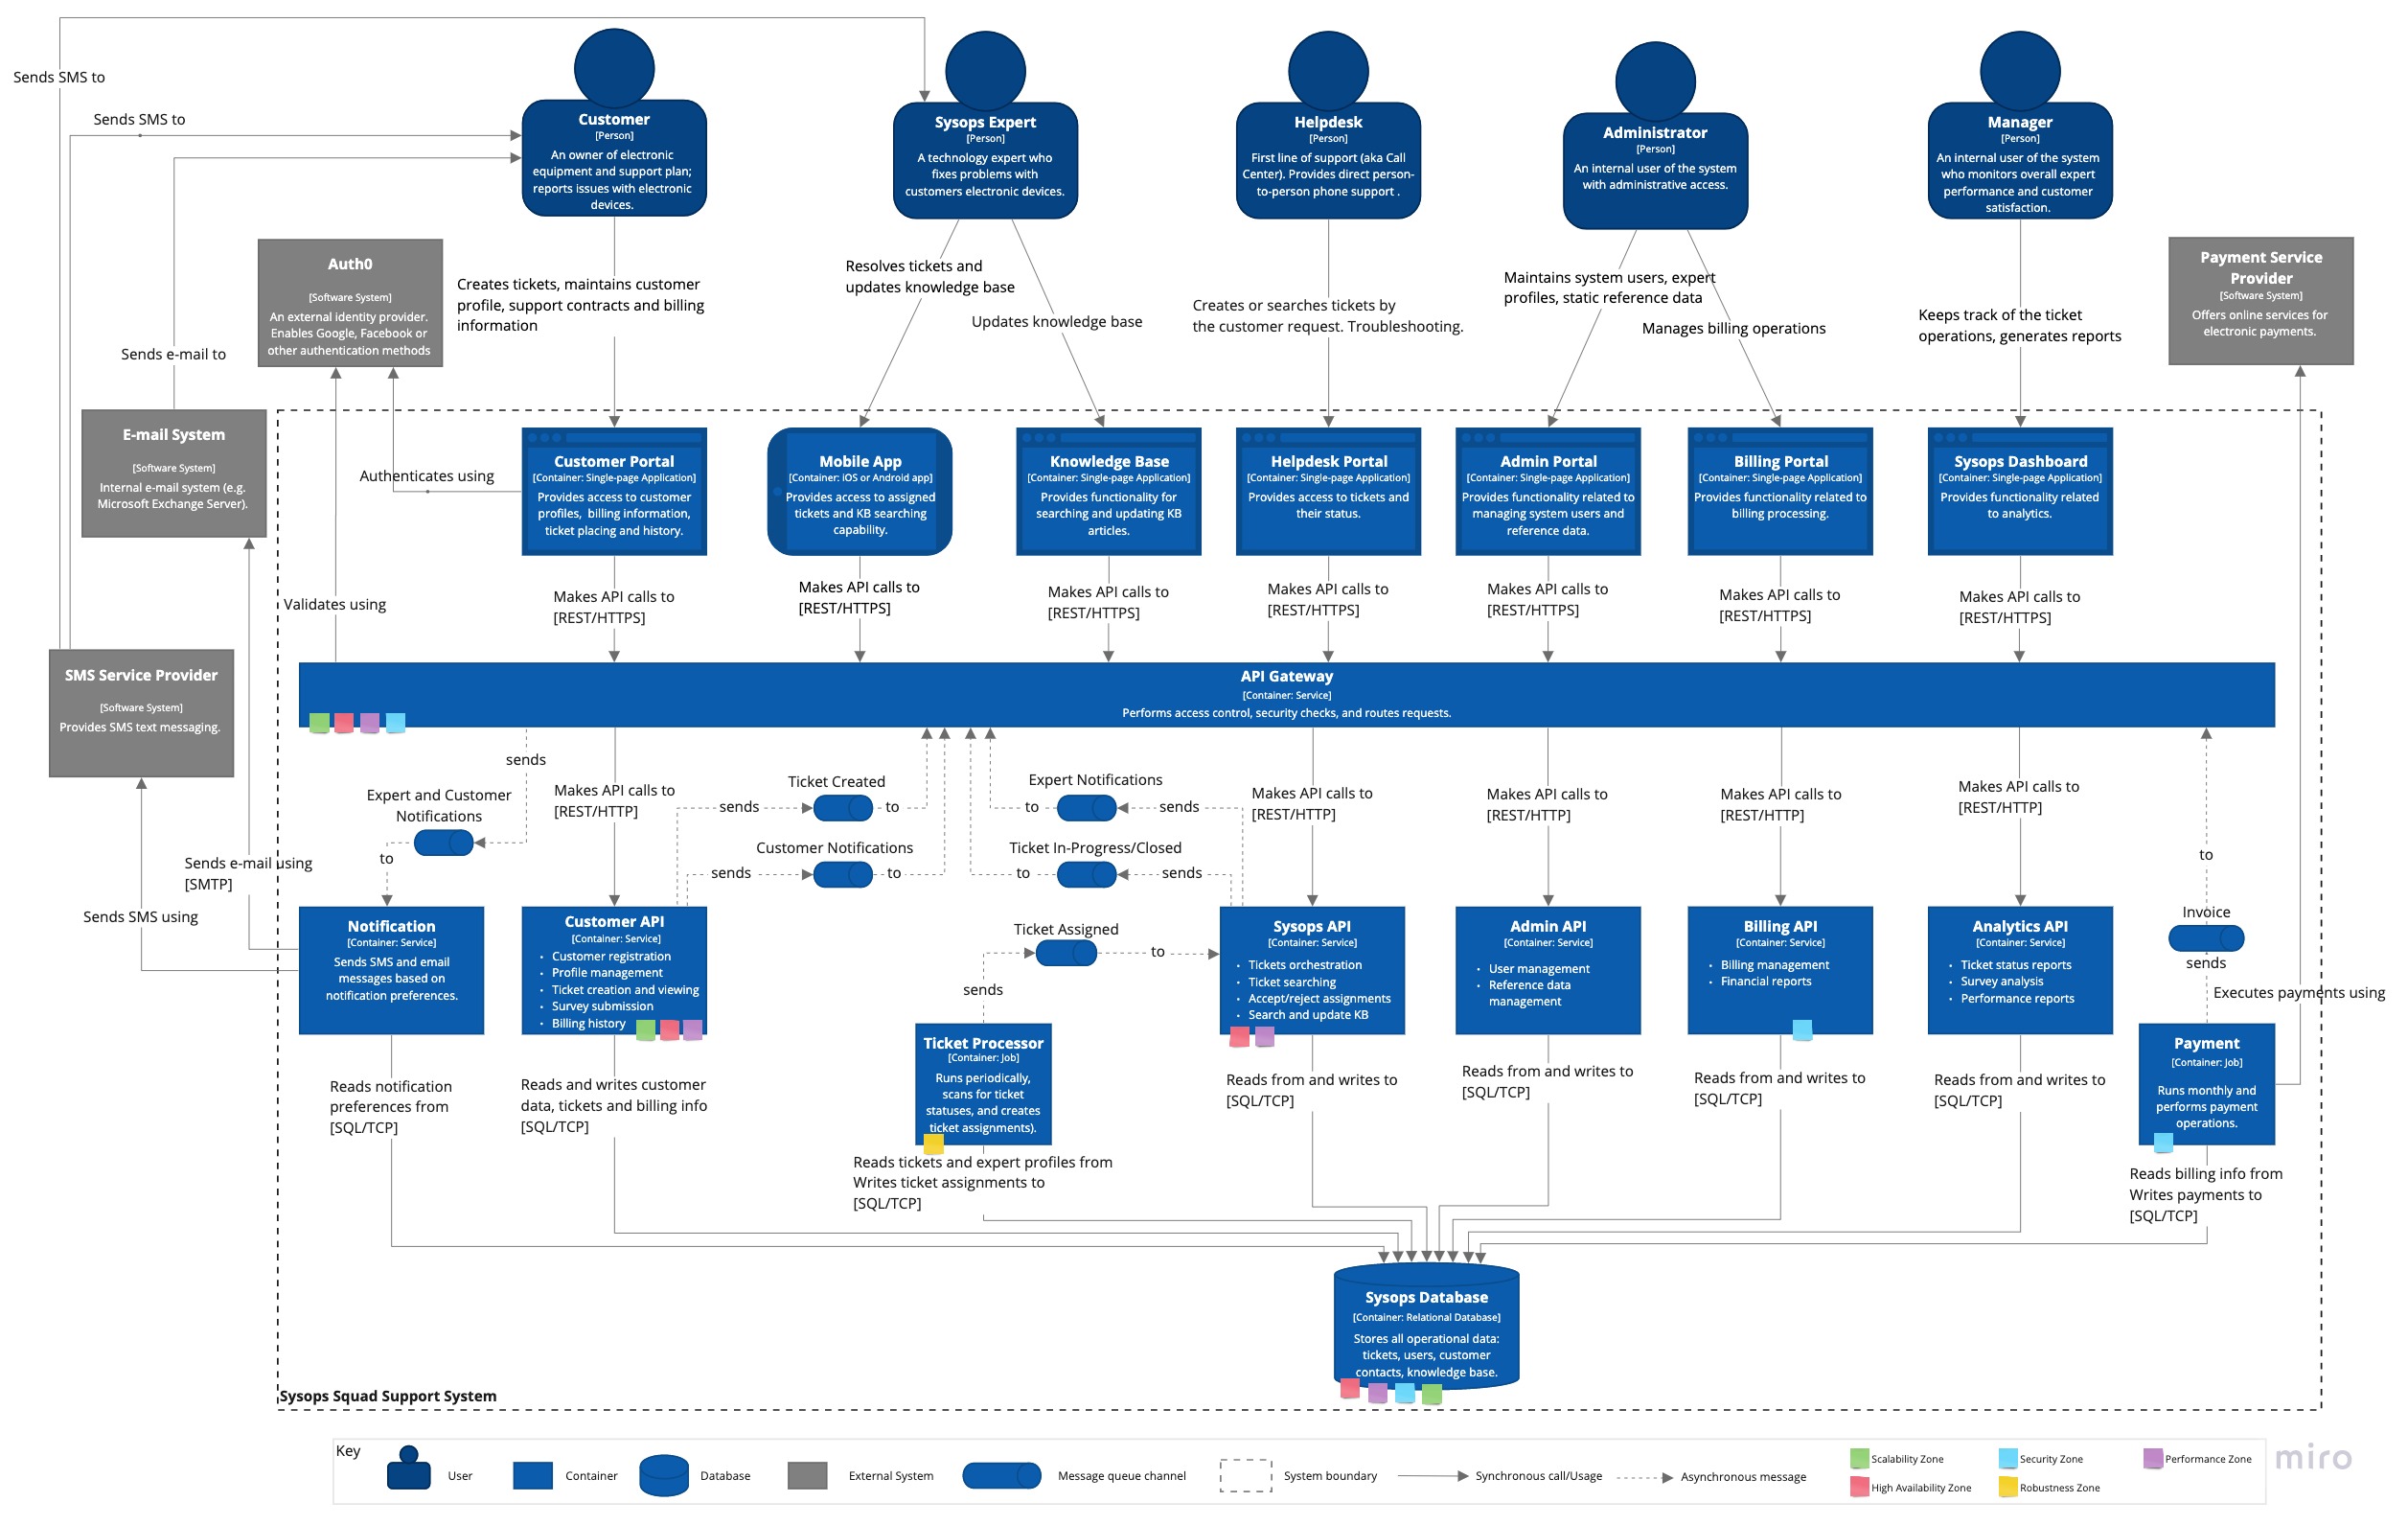 Sends SMS to
Sends SMS to
Sends e-mail to
Customer
[Person]
An owner of electronic
equipment and support plan;
reports issues with electronic
devices.
Sysops Expert
[Person]
A technology expert who
fixes problems with
customers electronic devices.
Helpdesk
[Person]
First line of support (aka Call
Center). Provides direct person-
to-person phone support .
Administrator
[Person]
An internal user of the system
with administrative access.
Manager
[Person]
An internal user of the system
who monitors overall expert
performance and customer
satisfaction.
Auth0
[Software System]
An external identity provider.
Enables Google, Facebook or
other authentication methods
Payment Service
Provider
[Software System]
Offers online services for
electronic payments.
Creates tickets, maintains customer
profile, support contracts and billing
information
Resolves tickets and
updates knowledge base
Updates knowledge base
Creates or searches tickets by
the customer request. Troubleshooting.
Maintains system users, expert
profiles, static reference data
Manages billing operations
Keeps track of the ticket
operations, generates reports
E-mail System
[Software System]
Internal e-mail system (e.g.
Microsoft Exchange Server).
Authenticates using
Validates using
Customer Portal
[Container: Single-page Application]
Provides access to customer
profiles, billing information,
ticket placing and history.
Mobile App
[Container: iOS or Android app]
Provides access to assigned
tickets and KB searching
capability.
Knowledge Base
[Container: Single-page Application]
Provides functionality for
searching and updating KB
articles.
Helpdesk Portal
[Container: Single-page Application]
Provides access to tickets and
their status.
Admin Portal
[Container: Single-page Application]
Provides functionality related to
managing system users and
reference data.
Billing Portal
[Container: Single-page Application]
Provides functionality related to
billing processing.
Sysops Dashboard
[Container: Single-page Application]
Provides functionality related
to analytics.
Makes API calls to
[REST/HTTPS]
Makes API calls to
[REST/HTTPS]
Makes API calls to
[REST/HTTPS]
Makes API calls to
[REST/HTTPS]
Makes API calls to
[REST/HTTPS]
Makes API calls to
[REST/HTTPS]
Makes API calls to
[REST/HTTPS]
SMS Service Provider
[Software System]
Provides SMS text messaging.
API Gateway
[Container: Service]
Performs access control, security checks, and routes requests.
sends
Expert and Customer
Notifications
to
Makes API calls to
[REST/HTTP]
Ticket Created
sends
to
Customer Notifications
sends
to
Expert Notifications
to
sends
Ticket In-Progress/Closed
to
sends
Makes API calls to
[REST/HTTP]
Makes API calls to
[REST/HTTP]
Makes API calls to
[REST/HTTP]
Makes API calls to
[REST/HTTP]
to
Invoice
sends
Sends e-mail using
[SMTP]
Sends SMS using
Notification
[Container: Service]
Sends SMS and email
messages based on
notification preferences.
Customer API
[Container: Service]
• Customer registration
• Profile management
• Ticket creation and viewing
• Survey submission
• Billing history
Ticket Assigned
sends
to
Sysops API
[Container: Service]
• Tickets orchestration
• Ticket searching
• Accept/reject assignments
• Search and update KB
Admin API
[Container: Service]
• User management
• Reference data
management
Billing API
[Container: Service]
• Billing management
• Financial reports
Analytics API
[Container: Service]
• Ticket status reports
• Survey analysis
• Performance reports
Executes payments using
Ticket Processor
[Container: Job]
Runs periodically,
scans for ticket
statuses, and creates
ticket assignments).
Payment
[Container: Job]
Runs monthly and
performs payment
operations.
Reads notification
preferences from
[SQL/TCP]
Reads and writes customer
data, tickets and billing info
[SQL/TCP]
Reads tickets and expert profiles from
Writes ticket assignments to
[SQL/TCP]
Reads from and writes to
[SQL/TCP]
Reads from and writes to
[SQL/TCP]
Reads from and writes to
[SQL/TCP]
Reads from and writes to
[SQL/TCP]
Reads billing info from
Writes payments to
[SQL/TCP]
Sysops Database
[Container: Relational Database]
Stores all operational data:
tickets, users, customer
contacts, knowledge base.
Sysops Squad Support System
Key
User
Container
Database
External System
Message queue channel
System boundary
Synchronous call/Usage
Asynchronous message
Scalability Zone
Security Zone
Performance Zone
High Availability Zone
Robustness Zone
miro